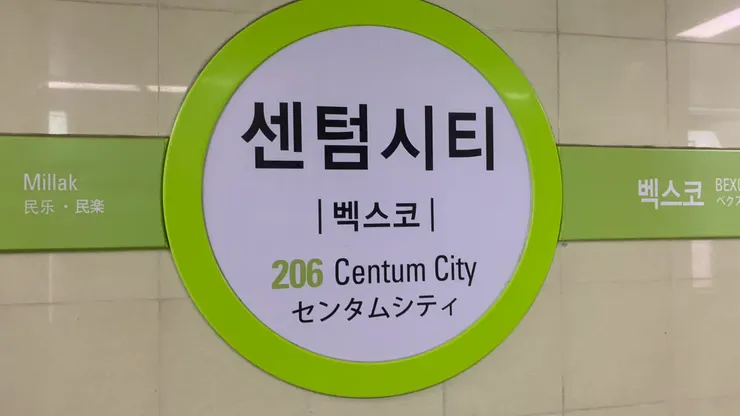 Millak
民乐 · 民楽
센텀시티
| 벡스코 |
206 Centum City
センタムシティ
벡스코